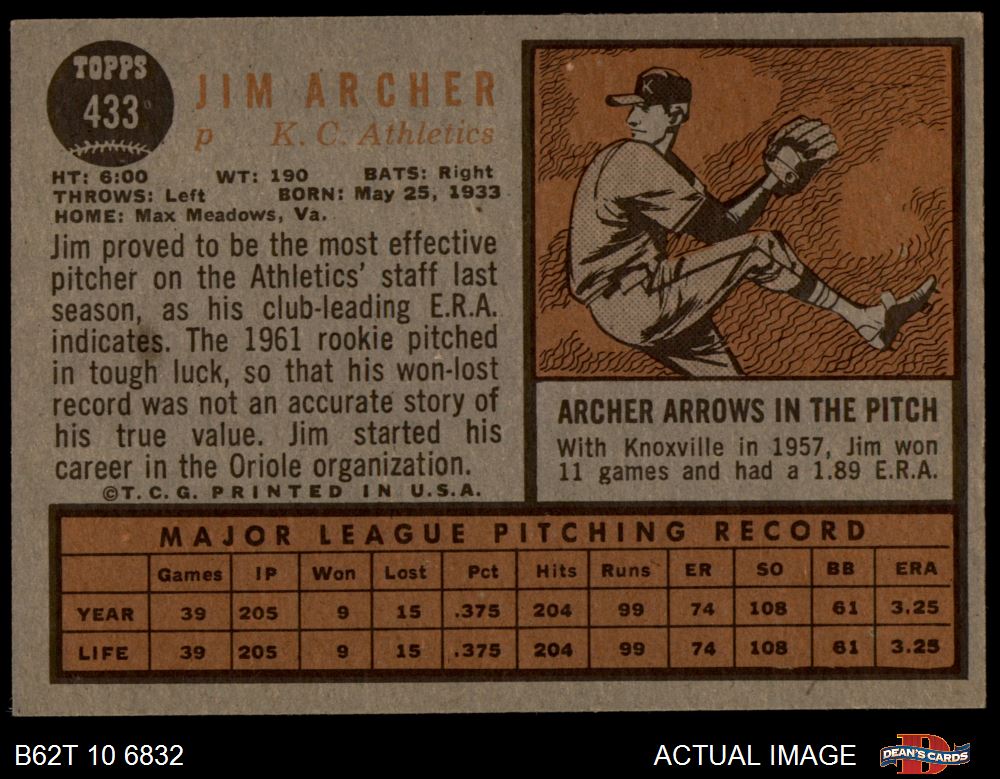 TOPPS
433
JIM ARCHER
p K. C. Athletics
HT: 6:00 WT: 190 BATS: Right
THROWS: Left BORN: May 25, 1933
HOME: Max Meadows, Va.
Jim proved to be the most effective
pitcher on the Athletics' staff last
season, as his club-leading E.R.A.
indicates. The 1961 rookie pitched
in tough luck, so that his won-lost
record was not an accurate story of
his true value. Jim started his
career in the Oriole organization.
©T. C. G. PRINTED IN U.S.A.
K
ARCHER ARROWS IN THE PITCH
With Knoxville in 1957, Jim won
11 games and had a 1.89 E.R.A.
MAJOR LEAGUE PITCHING RECORD
Games IP Won Lost Pct Hits Runs ER SO BB ERA
YEAR 39 205 9 15 .375 204 99 74 108 61 3.25
LIFE 39 205 9 15 .375 204 99 74 108 61 3.25
B62T 10 6832 ACTUAL IMAGE DEAN'S CARDS